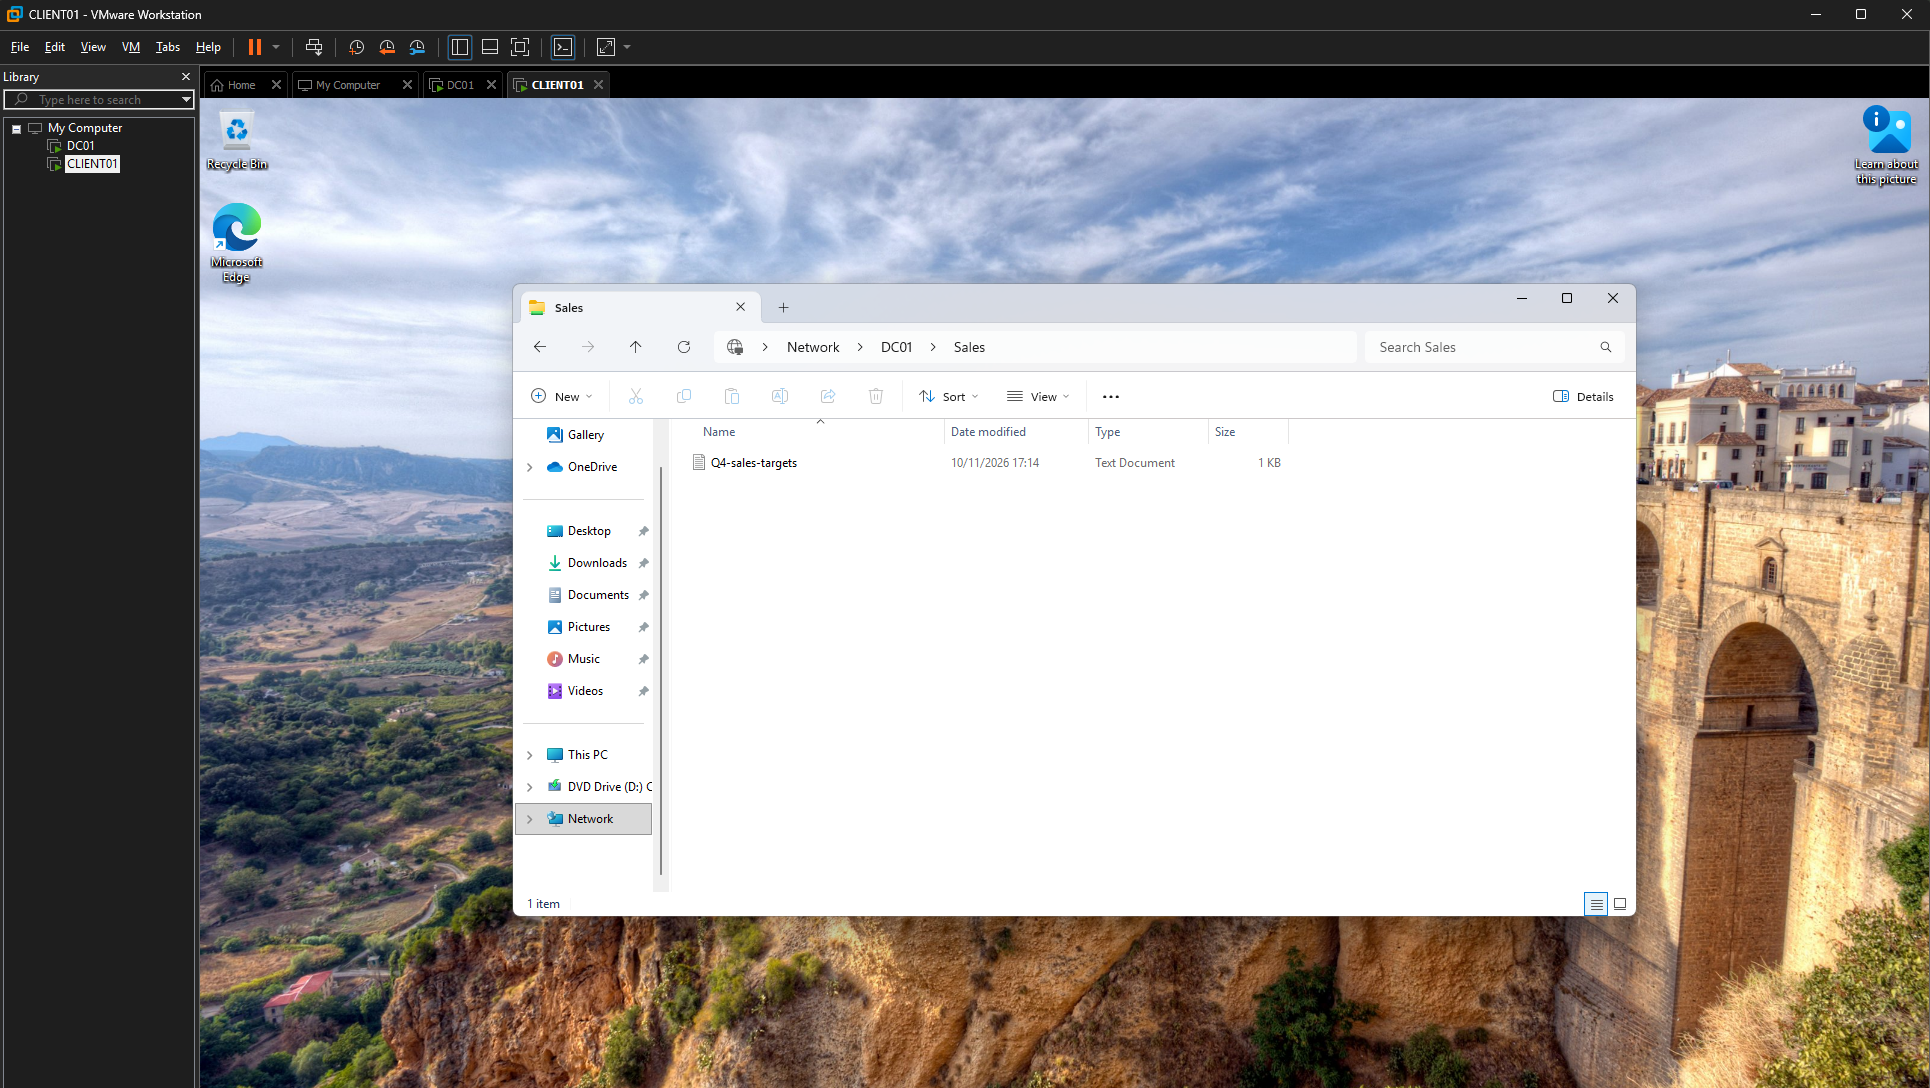 CLIENT01 - VMware Workstation
File Edit View VM Tabs Help
Library
Type here to search
My Computer
DC01
CLIENT01
Home
My Computer
DC01
CLIENT01
Recycle Bin
Microsoft
Edge
Learn about
this picture
Sales
Network DC01 Sales
Search Sales
New Sort View Details
Gallery
OneDrive
Desktop
Downloads
Documents
Pictures
Music
Videos
This PC
DVD Drive (D:) C
Network
Name Date modified Type Size
Q4-sales-targets 10/11/2026 17:14 Text Document 1 KB
1 item